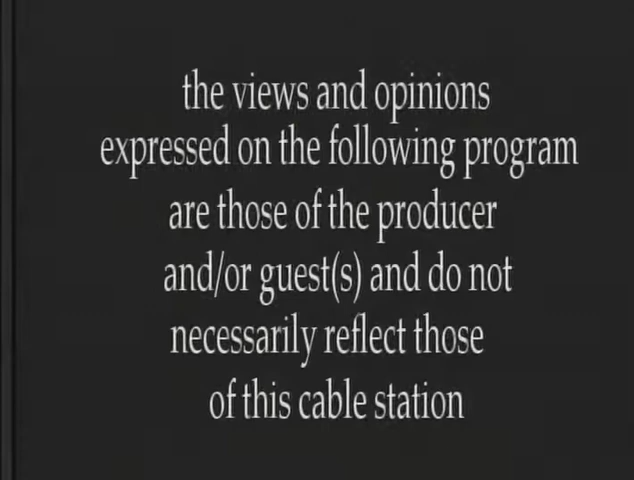 the views and opinions
expressed on the following program
are those of the producer
and/or guest(s) and do not
necessarily reflect those
of this cable station